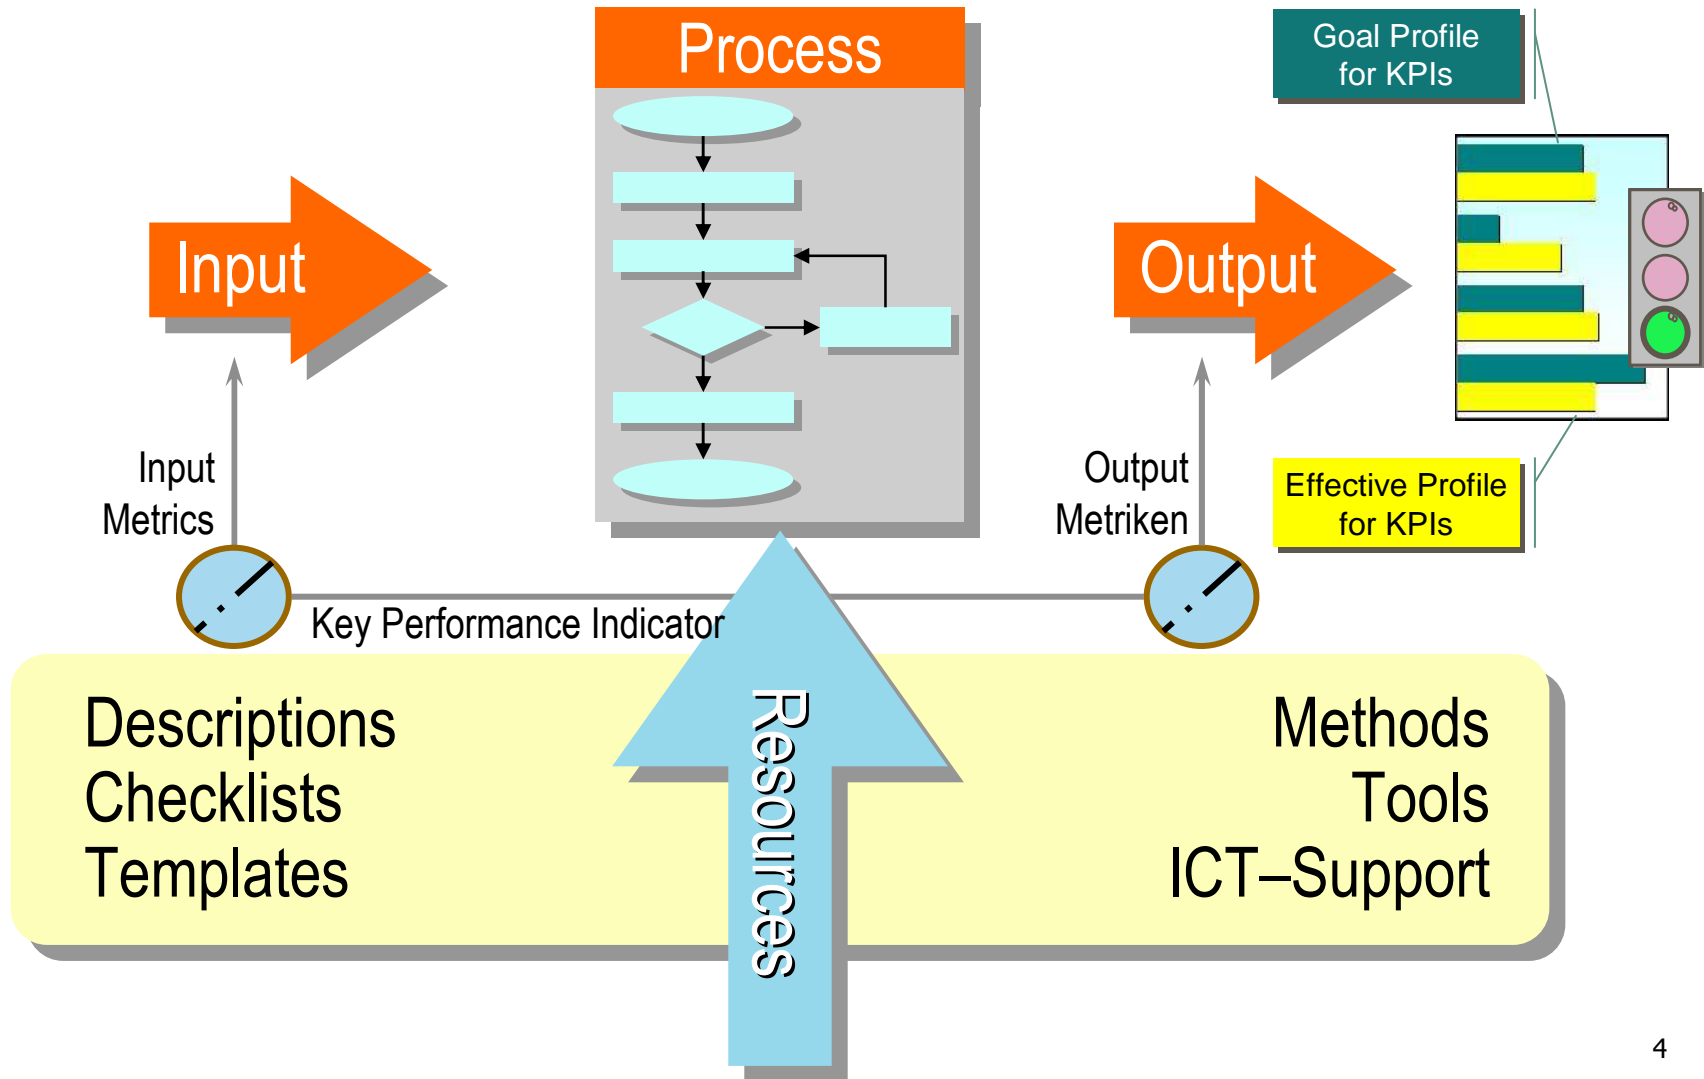 Process
Goal Profile
for KPIs
Input
Output
Input
Metrics
Output
Metriken
Effective Profile
for KPIs
Key Performance Indicator
Descriptions
Checklists
Templates
Resources
Methods
Tools
ICT–Support
4